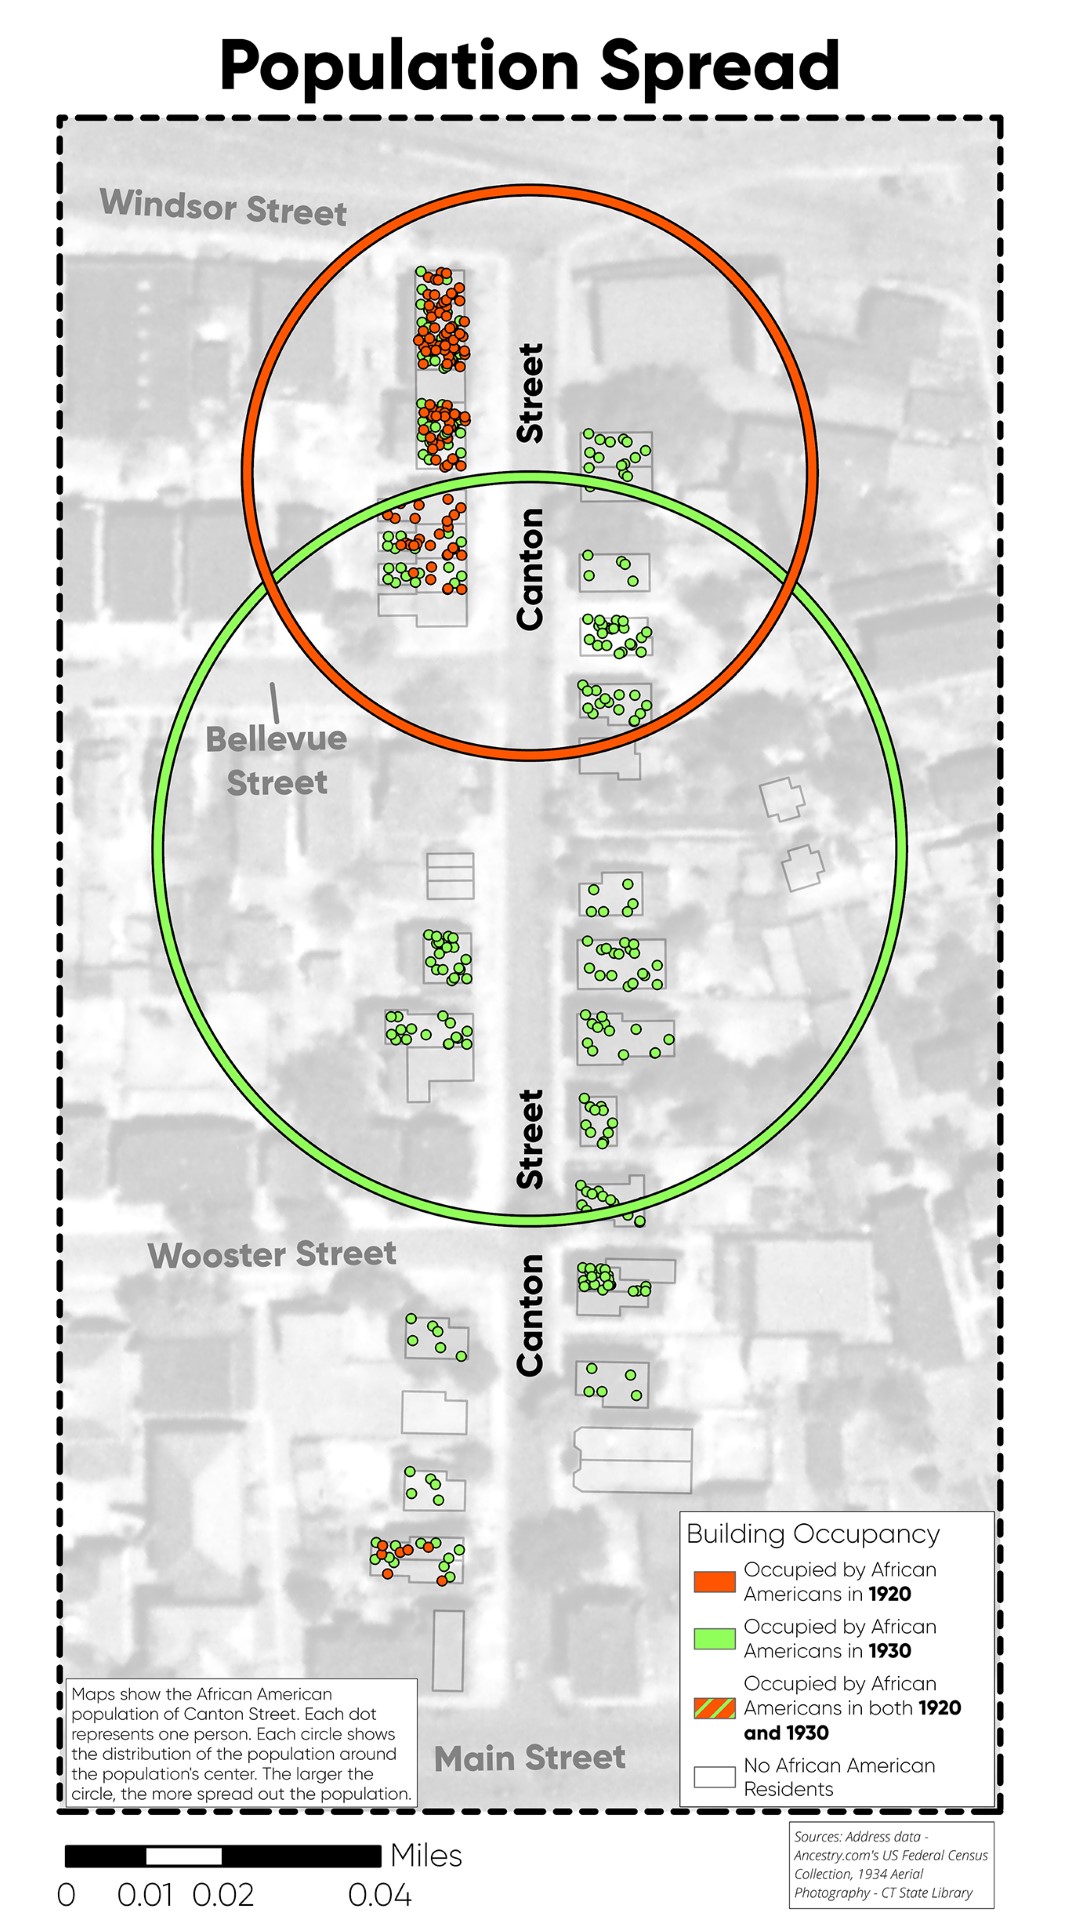 Population Spread
Windsor Street
Street
Canton
Bellevue
Street
Street
Canton
Wooster Street
Main Street
Building Occupancy
Occupied by African
Americans in 1920
Occupied by African
Americans in 1930
Occupied by African
Americans in both 1920
and 1930
No African American
Residents
Maps show the African American
population of Canton Street. Each dot
represents one person. Each circle shows
the distribution of the population around
the population's center. The larger the
circle, the more spread out the population.
Miles
0 0.01 0.02 0.04
Sources: Address data -
Ancestry.com's US Federal Census
Collection, 1934 Aerial
Photography - CT State Library